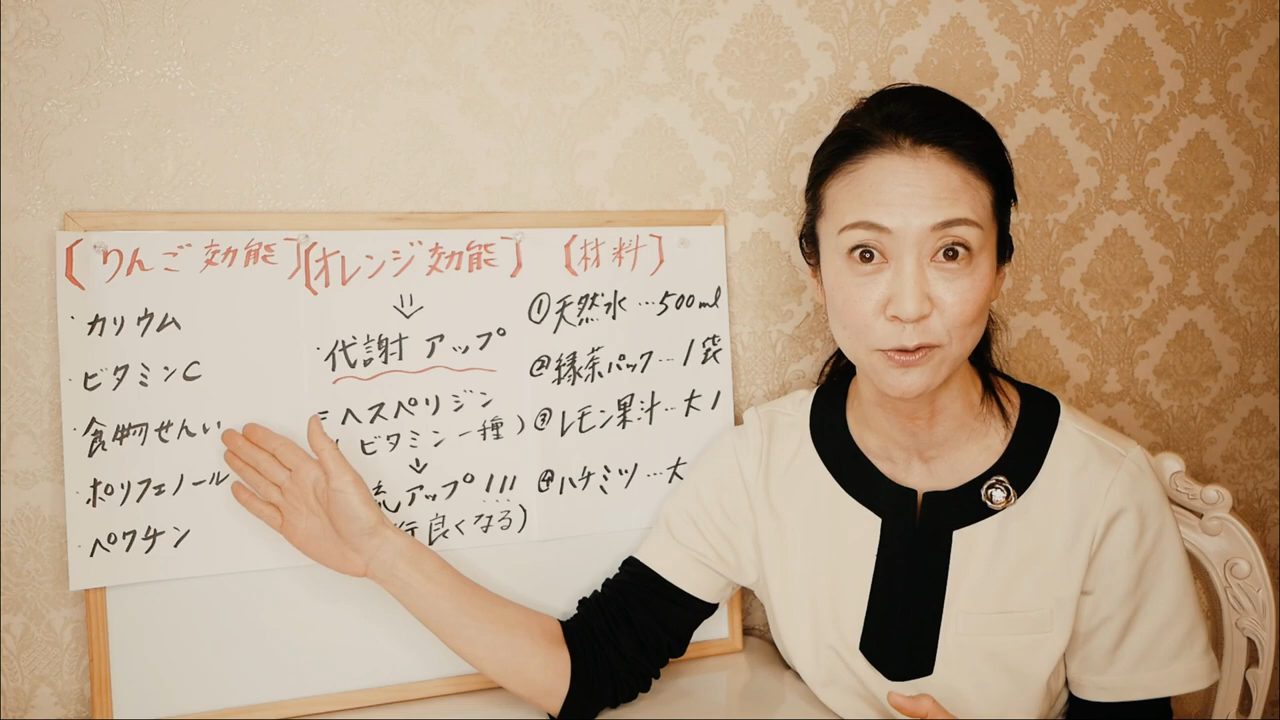 【りんご効能】
・カリウム
・ビタミンC
・食物せんい
・ポリフェノール
・ペクチン
【オレンジ効能】
⇓
・代謝アップ
ヘスペリジン
ビタミン一種)
↓
流アップ!!!
行良くなる)
【材料】
①天然水…500ml
②緑茶パック…1袋
③レモン果汁…大1
④ハチミツ…大